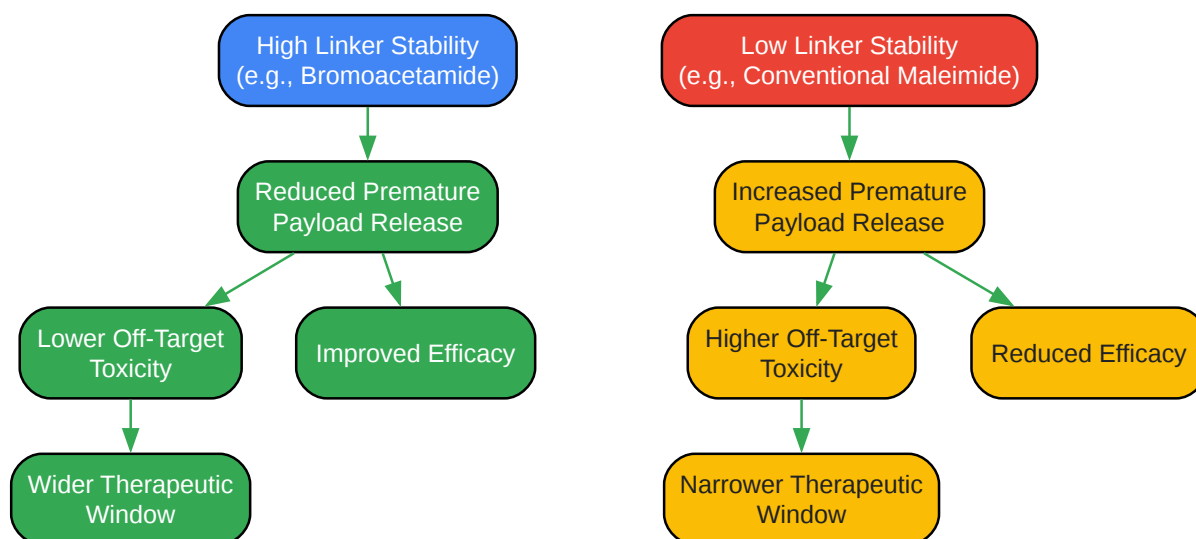 High Linker Stability
(e.g., Bromoacetamide)
Low Linker Stability
(e.g., Conventional Maleimide)
Reduced Premature
Payload Release
Increased Premature
Payload Release
Lower Off-Target
Toxicity
Improved Efficacy
Higher Off-Target
Toxicity
Reduced Efficacy
Wider Therapeutic
Window
Narrower Therapeutic
Window